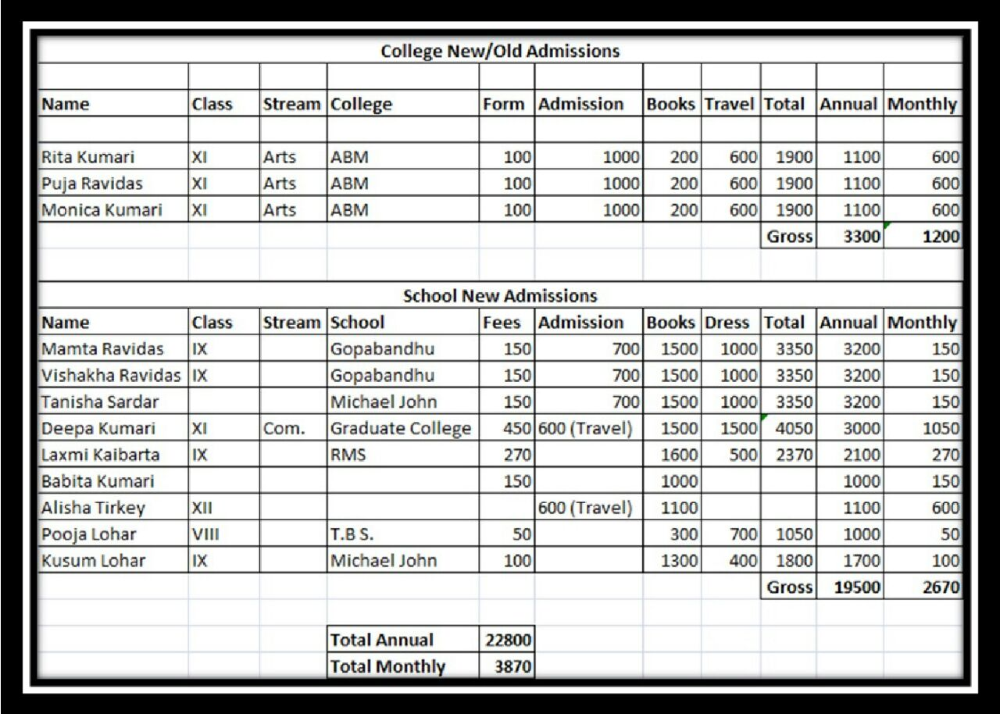 College New/Old Admissions
Name Class Stream College Form Admission Books Travel Total Annual Monthly
Rita Kumari XI Arts ABM 100 1000 200 600 1900 1100 600
Puja Ravidas XI Arts ABM 100 1000 200 600 1900 1100 600
Monica Kumari XI Arts ABM 100 1000 200 600 1900 1100 600
Gross 3300 1200
School New Admissions
Name Class Stream School Fees Admission Books Dress Total Annual Monthly
Mamta Ravidas IX Gopabandhu 150 700 1500 1000 3350 3200 150
Vishakha Ravidas IX Gopabandhu 150 700 1500 1000 3350 3200 150
Tanisha Sardar Michael John 150 700 1500 1000 3350 3200 150
Deepa Kumari XI Com. Graduate College 450 600 (Travel) 1500 1500 4050 3000 1050
Laxmi Kaibarta IX RMS 270 1600 500 2370 2100 270
Babita Kumari 150 1000 1000 150
Alisha Tirkey XII 600 (Travel) 1100 1100 600
Pooja Lohar VIII T.B S. 50 300 700 1050 1000 50
Kusum Lohar IX Michael John 100 1300 400 1800 1700 100
Gross 19500 2670
Total Annual 22800
Total Monthly 3870